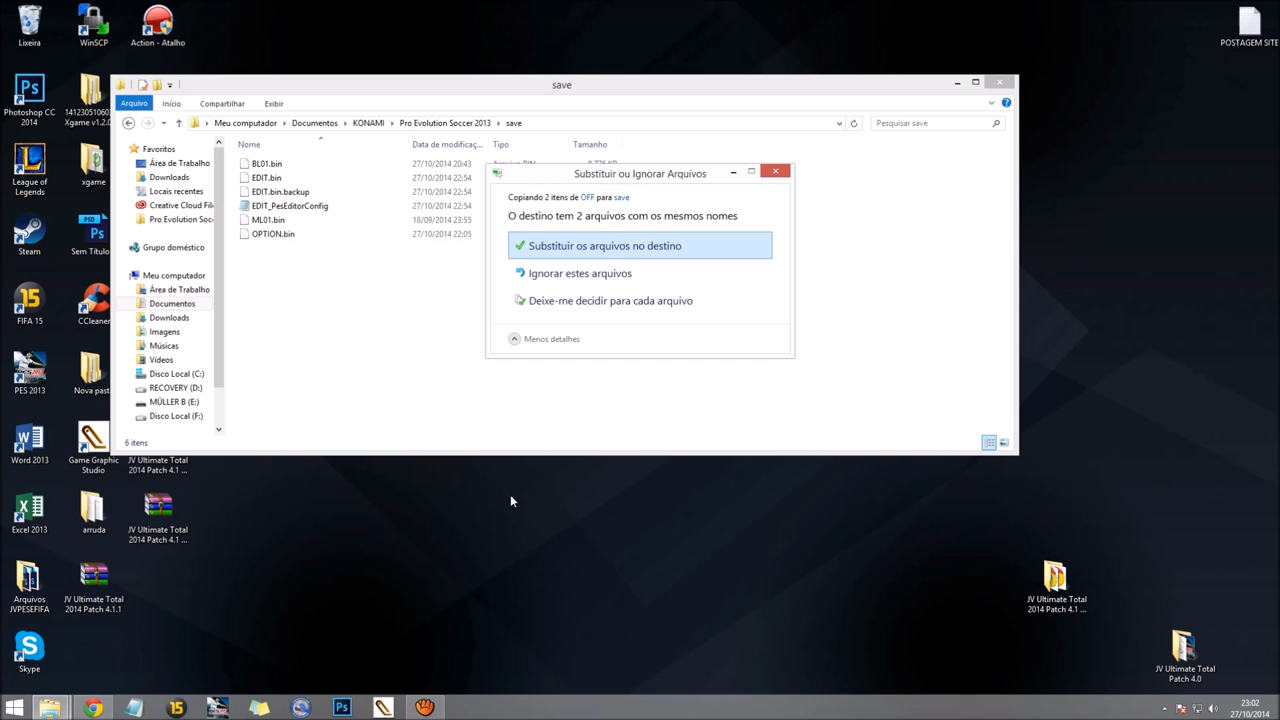 Lixeira
WinSCP
Action - Atalho
POSTAGEM SITE
Photoshop CC
2014
Xgame v1.2.0
League of
Legends
xgame
Steam
Sem Título
FIFA 15
CCleaner
PES 2013
Nova past
Word 2013
Game Graphic
Studio
JV Ultimate Total
2014 Patch 4.1 ...
Excel 2013
arruda
JV Ultimate Total
2014 Patch 4.1 ...
Arquivos
JVPESEFIFA
JV Ultimate Total
2014 Patch 4.1.1
Skype
JV Ultimate Total
2014 Patch 4.1 ...
JV Ultimate Total
Patch 4.0
save
Arquivo
Início
Compartilhar
Exibir
Meu computador
Documentos
KONAMI
Pro Evolution Soccer 2013
save
Pesquisar save
Favoritos
Área de Trabalho
Downloads
Locais recentes
Creative Cloud File
Pro Evolution Soc
Grupo doméstico
Meu computador
Área de Trabalho
Documentos
Downloads
Imagens
Músicas
Vídeos
Disco Local (C:)
RECOVERY (D:)
MÜLLER B (E:)
Disco Local (F:)
Nome Data de modificaç... Tipo Tamanho
BL01.bin 27/10/2014 20:43
EDIT.bin 27/10/2014 22:54
EDIT.bin.backup 27/10/2014 22:54
EDIT_PesEditorConfig 27/10/2014 22:54
ML01.bin 18/09/2014 23:55
OPTION.bin 27/10/2014 22:05
6 itens
Substituir ou Ignorar Arquivos
Copiando 2 itens de OFF para save
O destino tem 2 arquivos com os mesmos nomes
Substituir os arquivos no destino
Ignorar estes arquivos
Deixe-me decidir para cada arquivo
Menos detalhes
23:02
27/10/2014